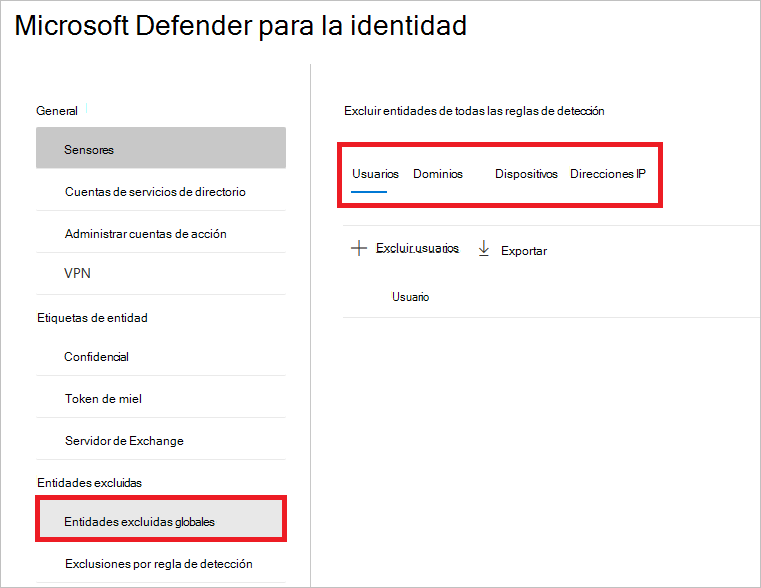 Microsoft Defender para la identidad
General
Sensores
Cuentas de servicios de directorio
Administrar cuentas de acción
VPN
Etiquetas de entidad
Confidencial
Token de miel
Servidor de Exchange
Entidades excluidas
Entidades excluidas globales
Exclusiones por regla de detección
Excluir entidades de todas las reglas de detección
Usuarios Dominios Dispositivos Direcciones IP
Excluir usuarios Exportar
Usuario